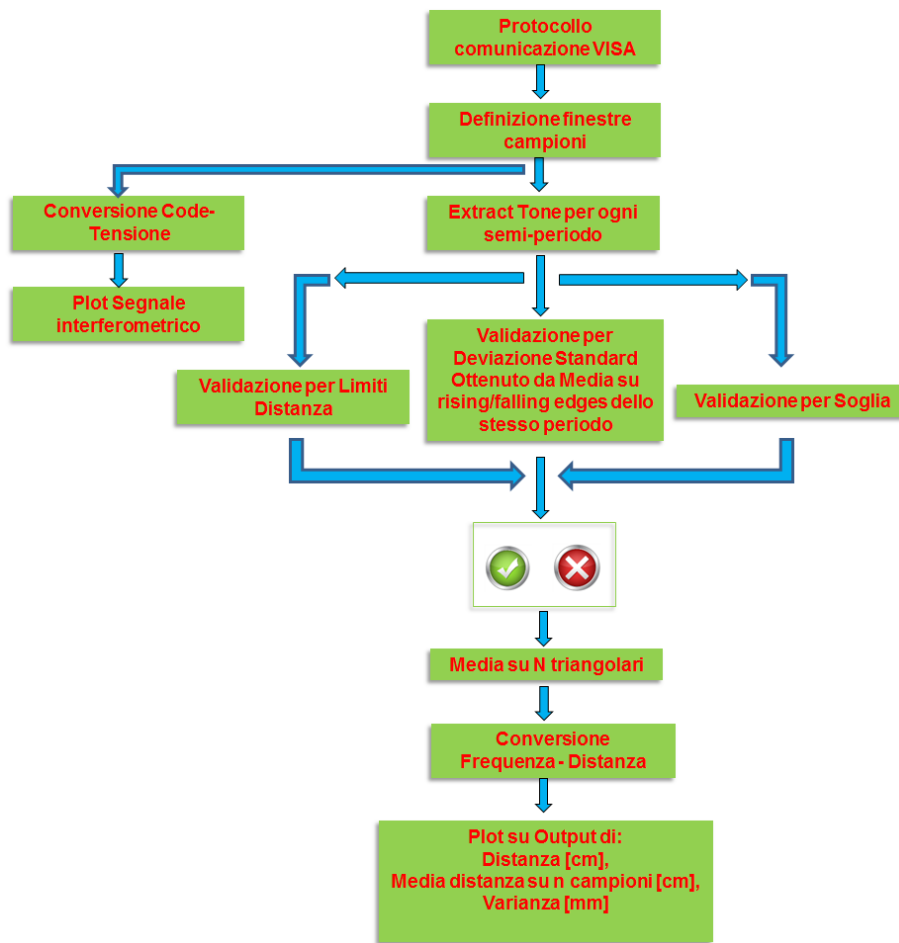 Protocollo
comunicazione VISA
Definizione finestre
campioni
Conversione Code-
Tensione
Extract Tone per ogni
semi-periodo
Plot Segnale
interferometrico
Validazione per Limiti
Distanza
Validazione per
Deviazione Standard
Ottenuto da Media su
rising/falling edges dello
stesso periodo
Validazione per Soglia
Media su N triangolari
Conversione
Frequenza - Distanza
Plot su Output di:
Distanza [cm],
Media distanza su n campioni [cm],
Varianza [mm]